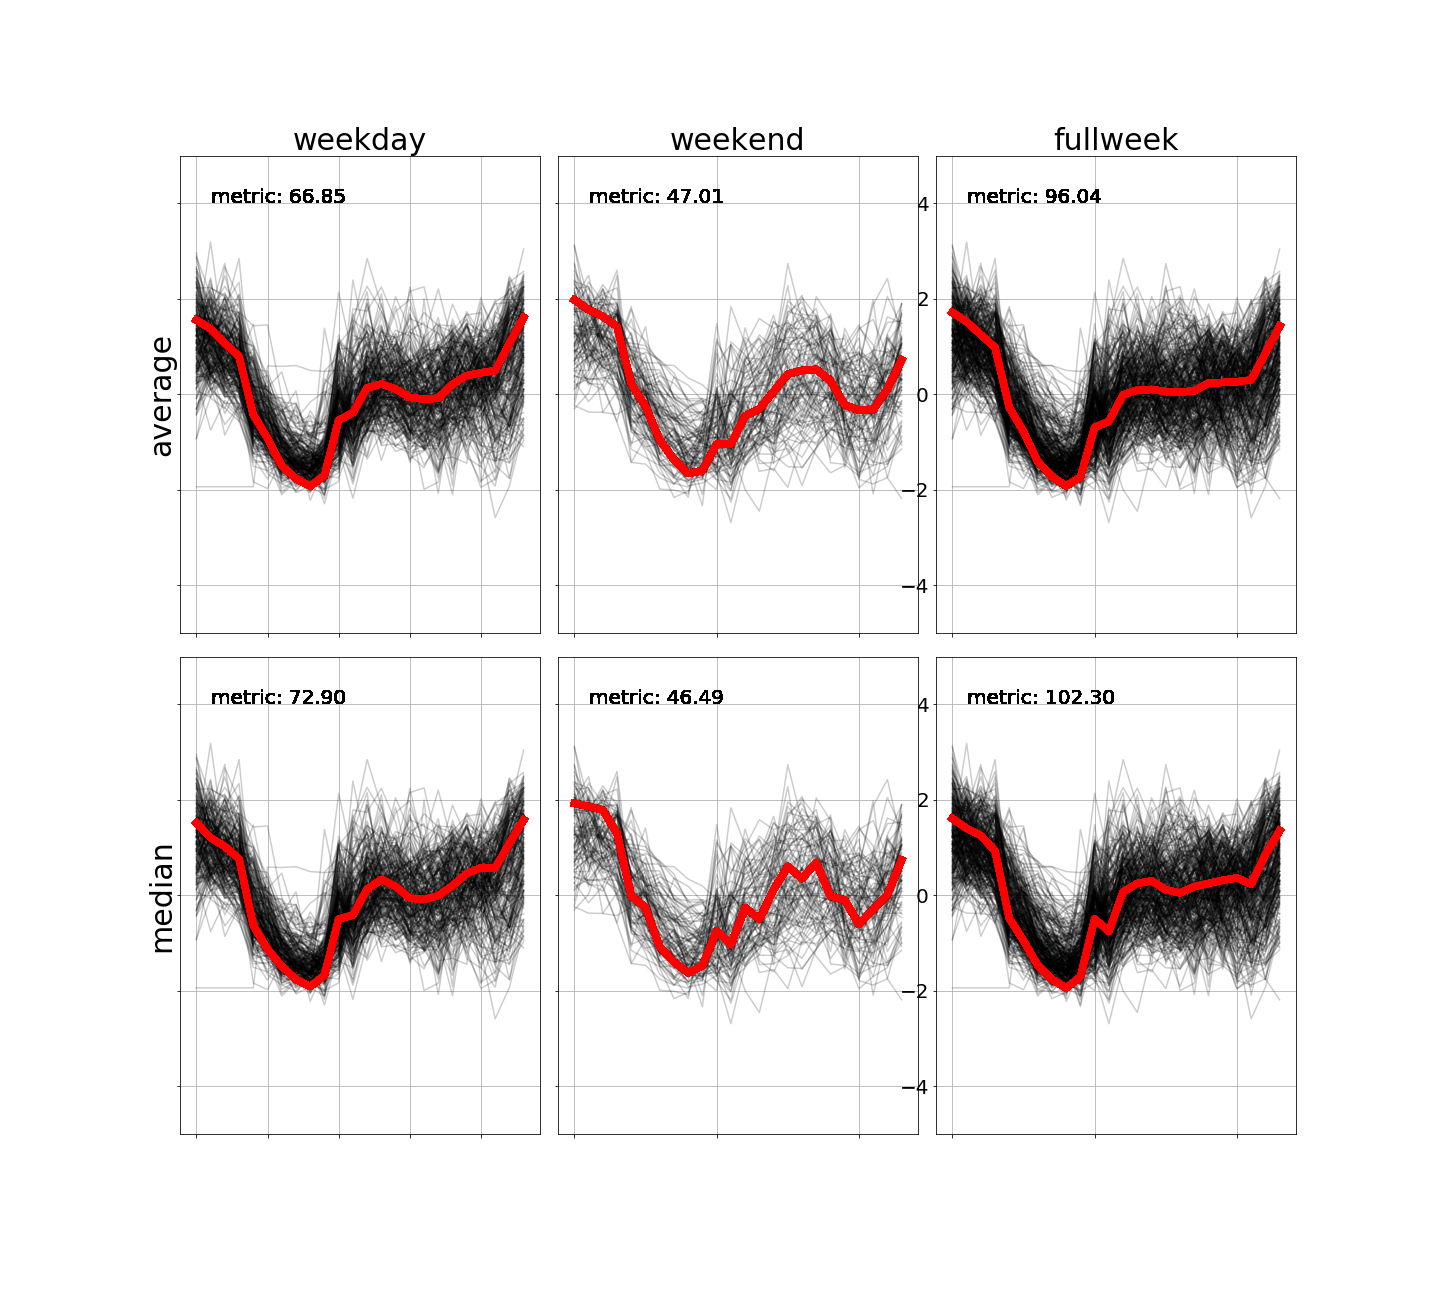 weekday weekend fullweek
average
metric: 66.85
metric: 47.01
metric: 96.04
4
2
0
−2
−4
median
metric: 72.90
metric: 46.49
metric: 102.30
4
2
0
−2
−4